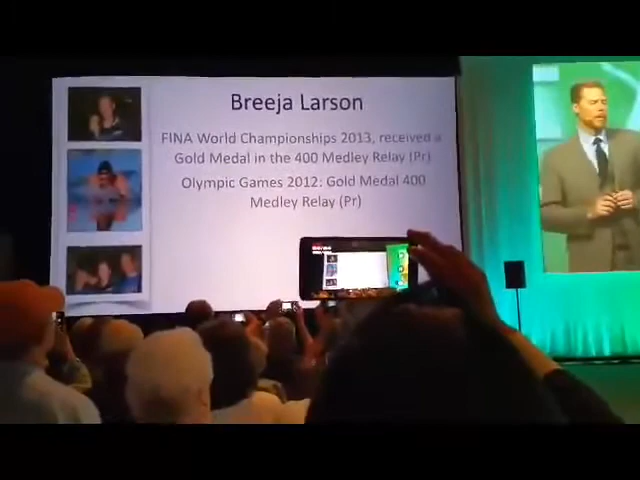 Breeja Larson
FINA World Championships 2013, received a
Gold Medal in the 400 Medley Relay (Pr)
Olympic Games 2012: Gold Medal 400
Medley Relay (Pr)